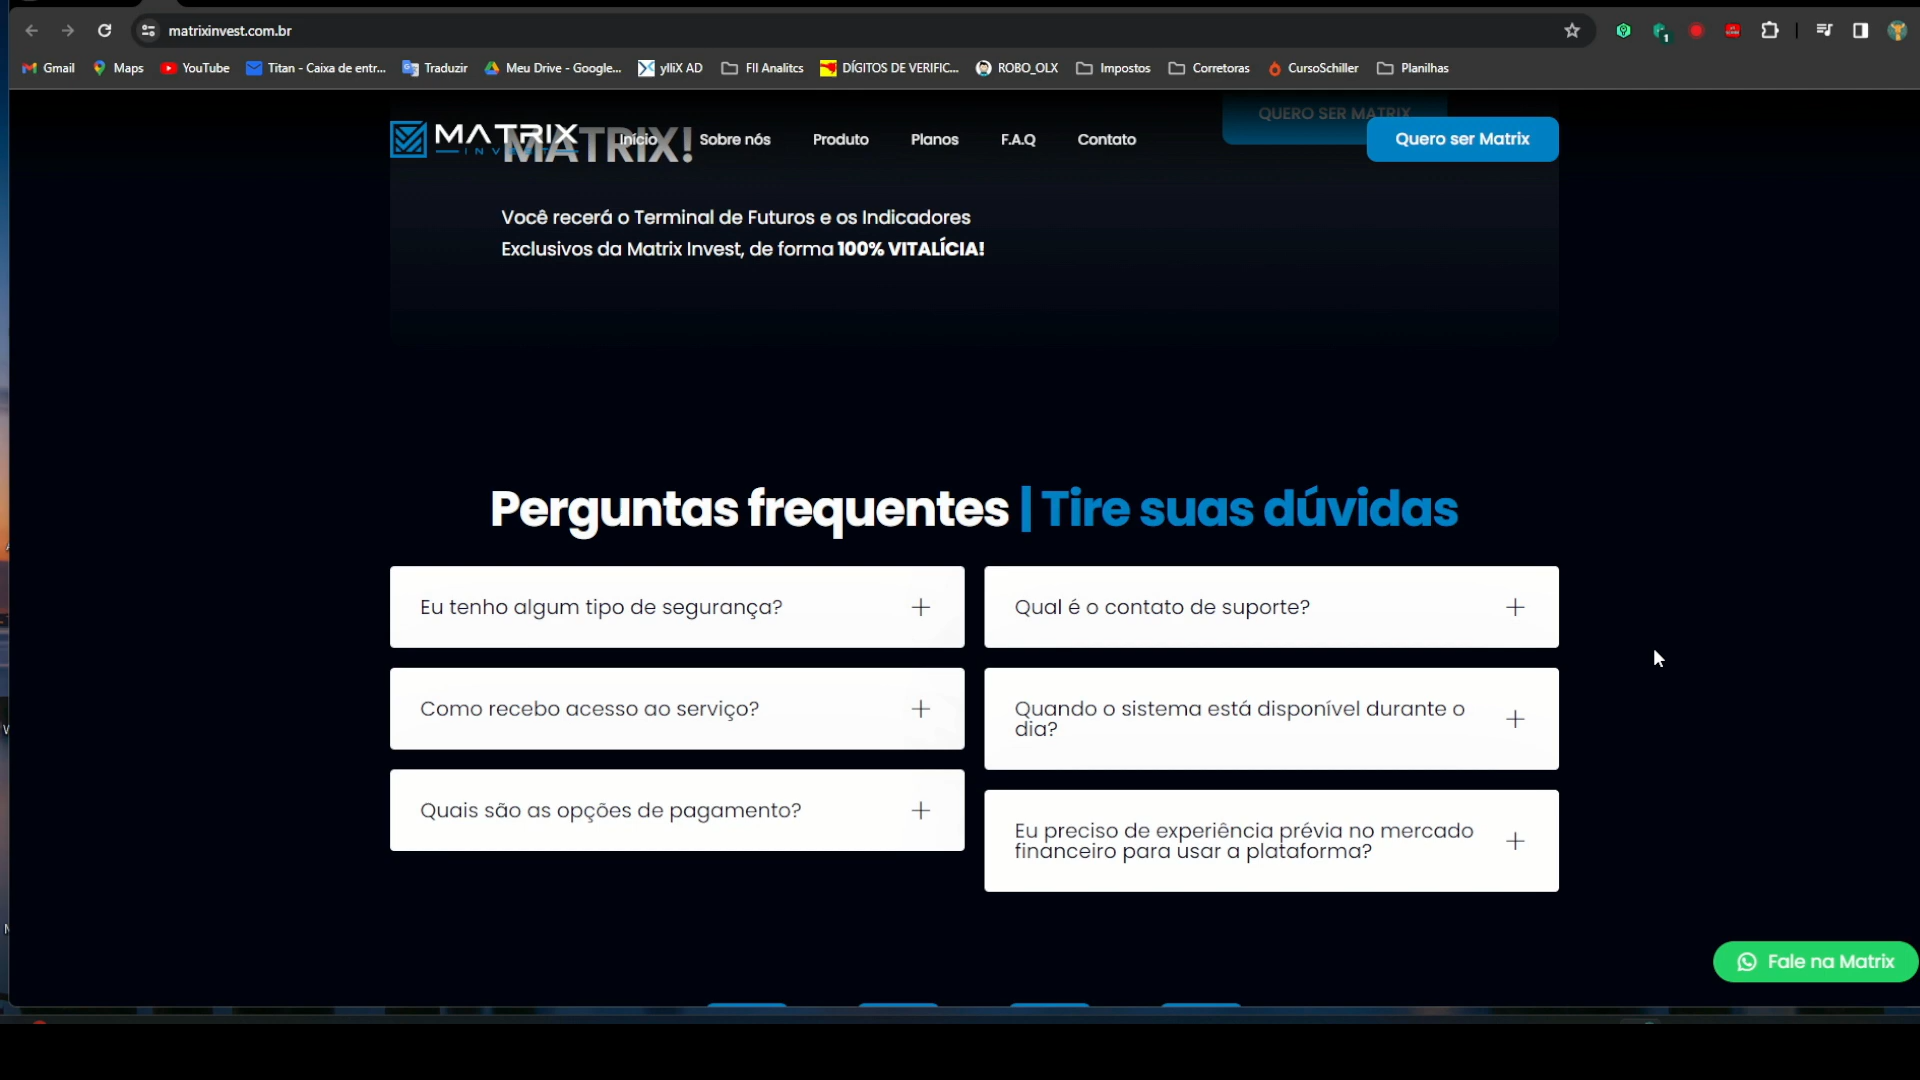 matrixinvest.com.br
Gmail
Maps
YouTube
Titan - Caixa de entr...
Traduzir
Meu Drive - Google...
ylliX AD
FII Analitcs
DÍGITOS DE VERIFIC...
ROBO_OLX
Impostos
Corretoras
CursoSchiller
Planilhas
QUERO SER MATRIX
MATRIX
MATRIX!
Início
Sobre nós
Produto
Planos
F.A.Q
Contato
Quero ser Matrix
Você recerá o Terminal de Futuros e os Indicadores
Exclusivos da Matrix Invest, de forma 100% VITALÍCIA!
Perguntas frequentes | Tire suas dúvidas
Eu tenho algum tipo de segurança?
Como recebo acesso ao serviço?
Quais são as opções de pagamento?
Qual é o contato de suporte?
Quando o sistema está disponível durante o
dia?
Eu preciso de experiência prévia no mercado
financeiro para usar a plataforma?
Fale na Matrix